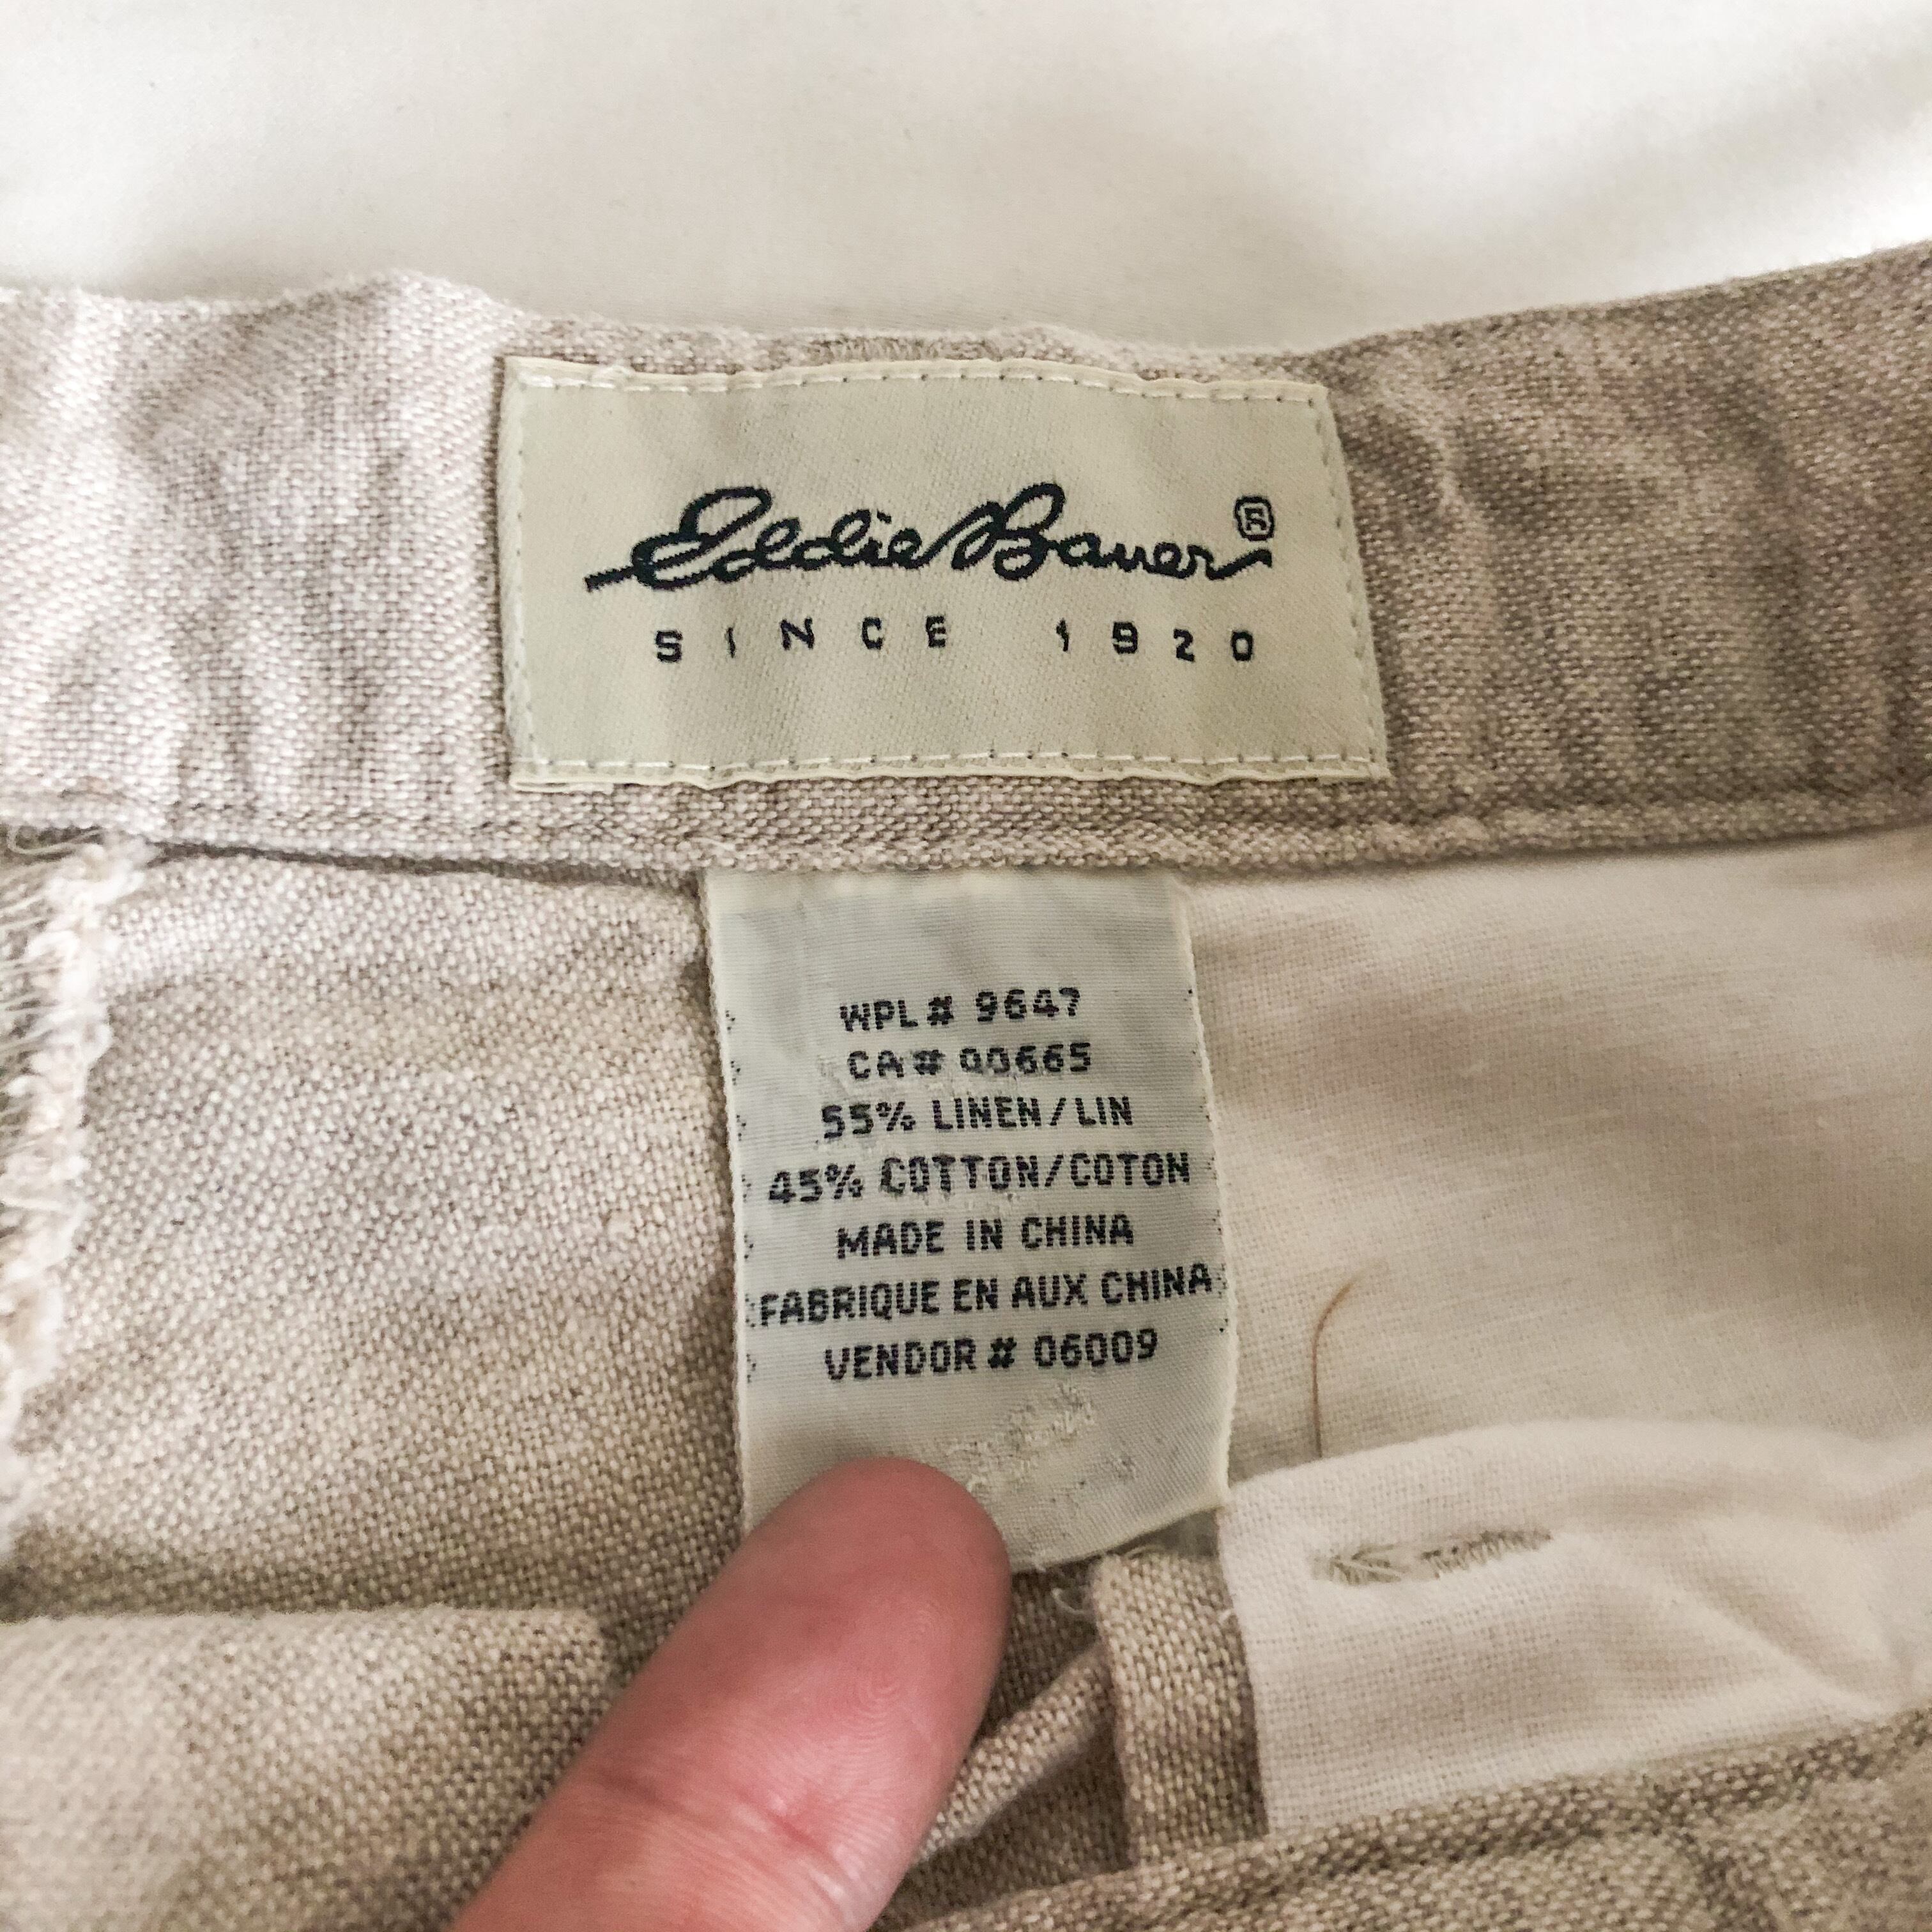 Eddie Bauer®
SINCE 1920
WPL# 9647
CA# 00665
55% LINEN/LIN
45% COTTON/COTON
MADE IN CHINA
FABRIQUE EN AUX CHINA
VENDOR # 06009